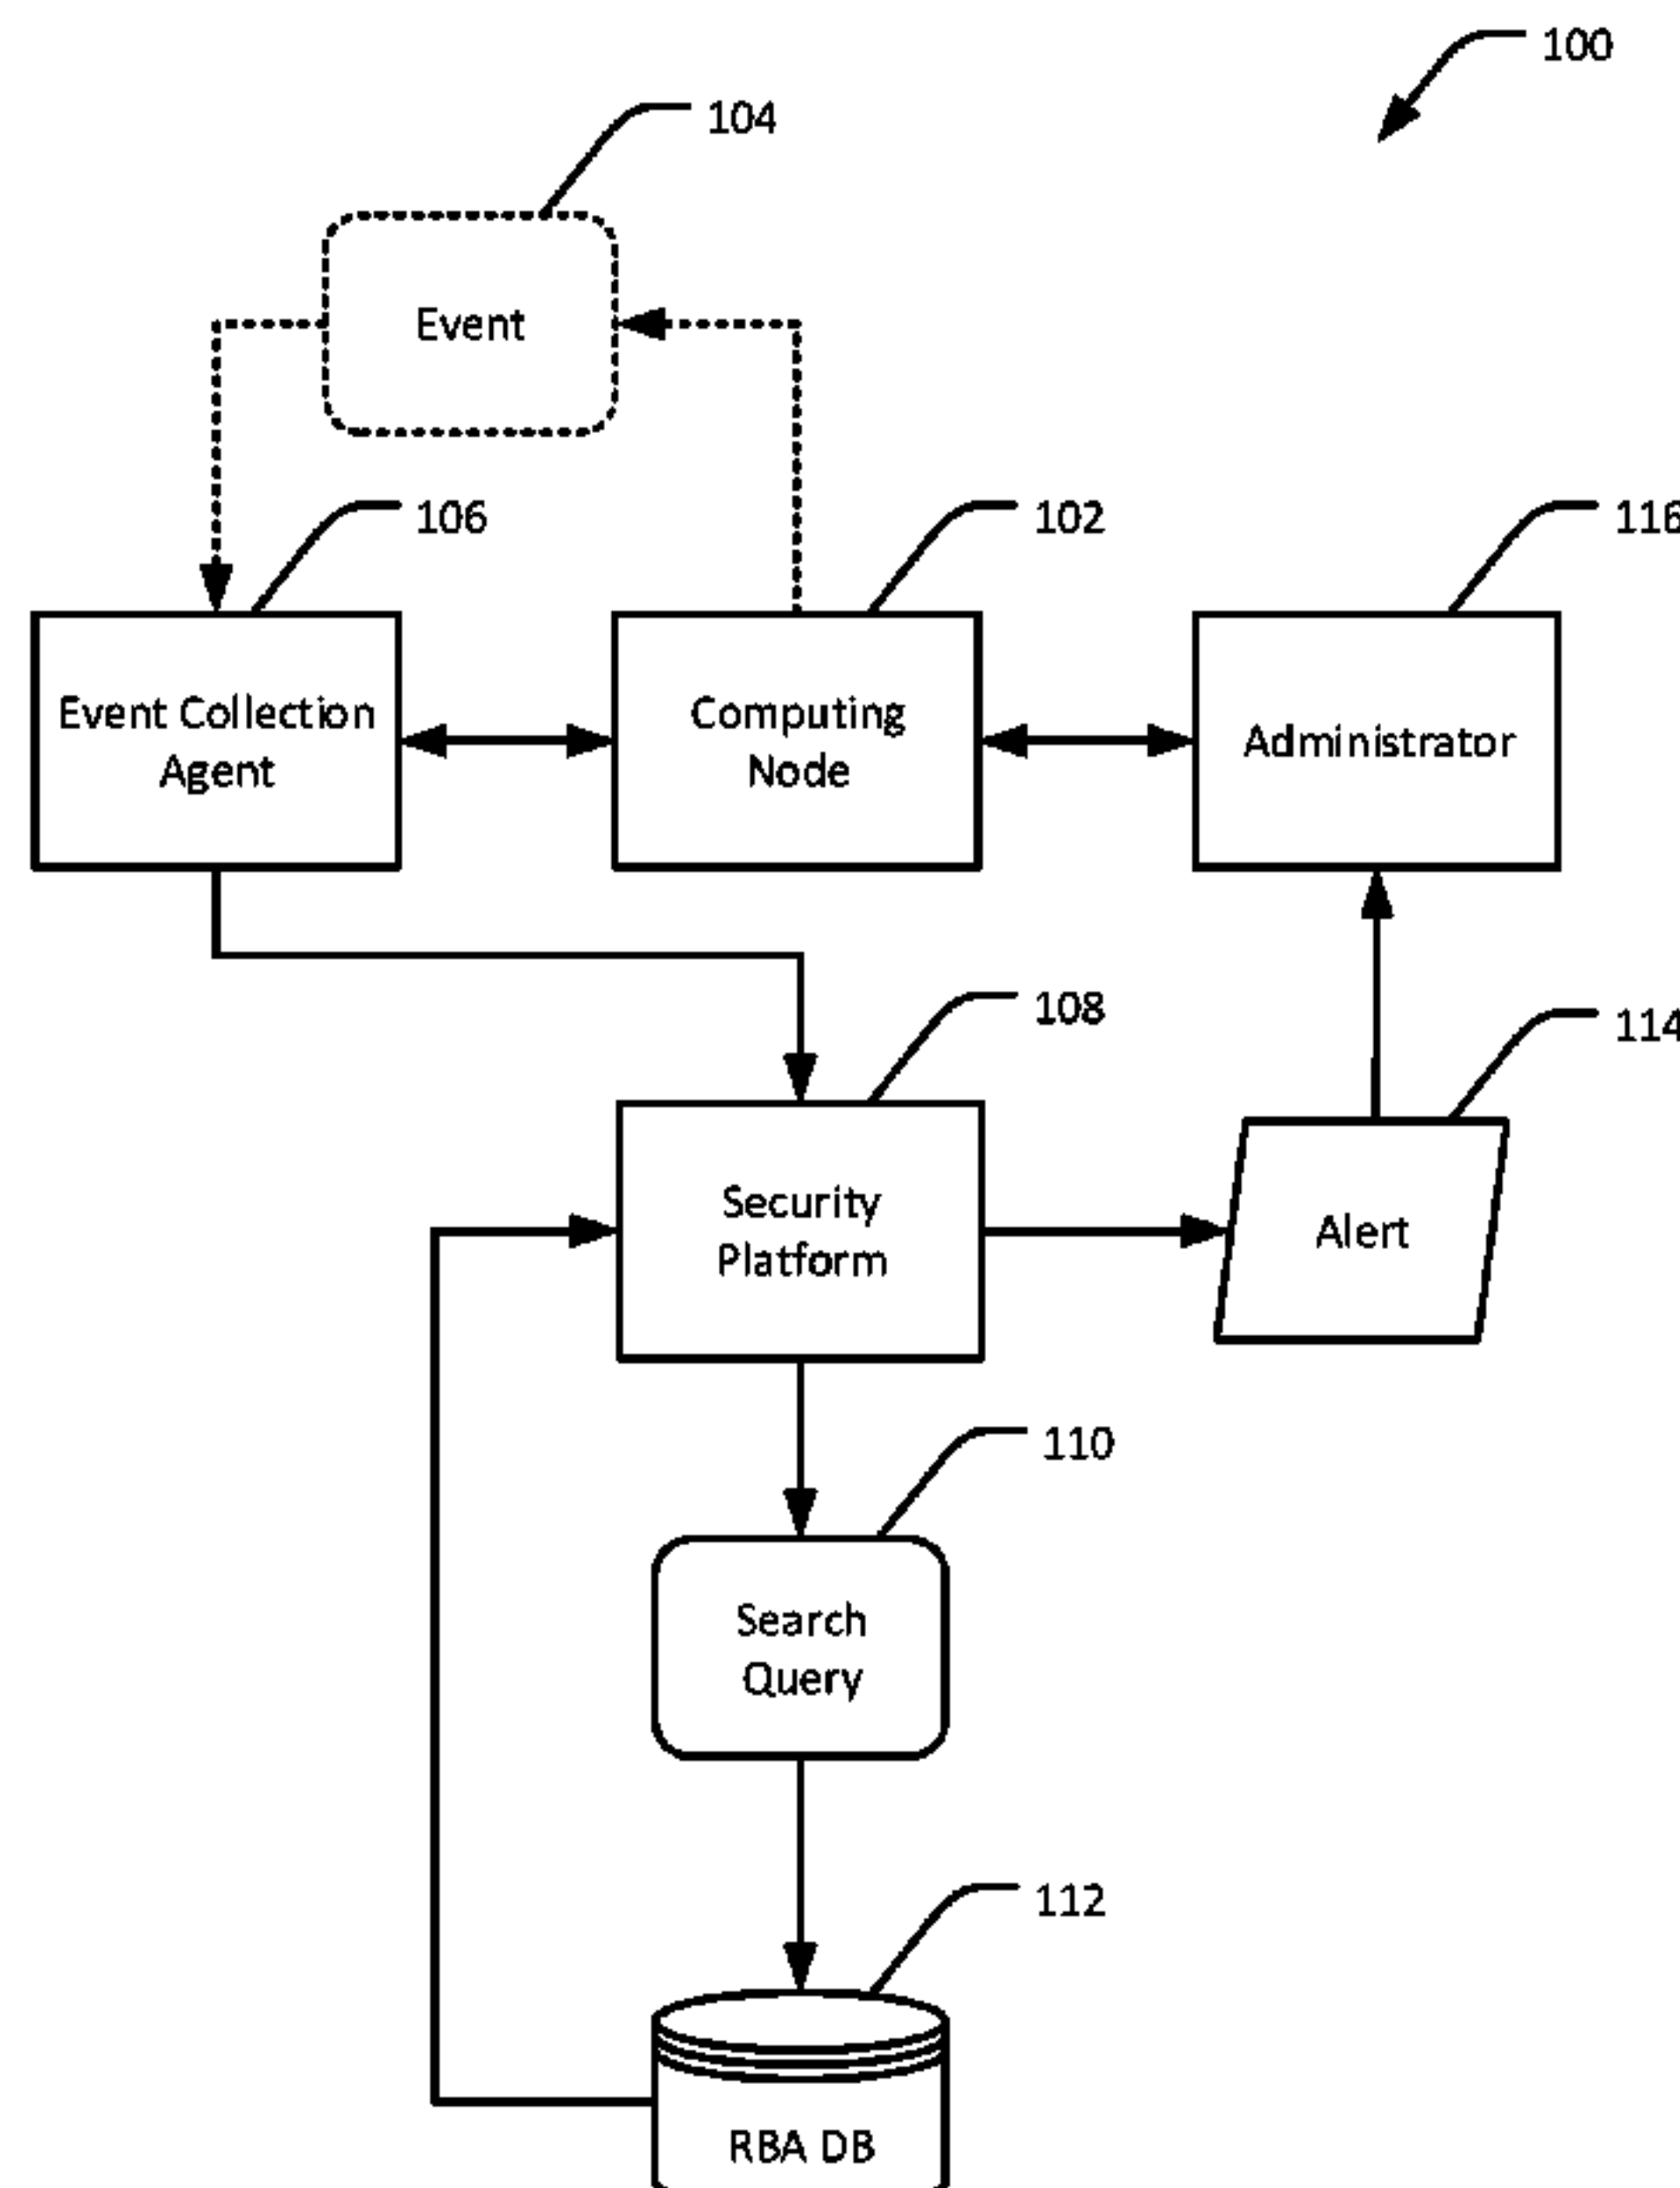 100
104
Event
106
102
116
Event Collection
Agent
Computing
Node
Administrator
108
114
Security
Platform
Alert
110
Search
Query
112
RBA DB